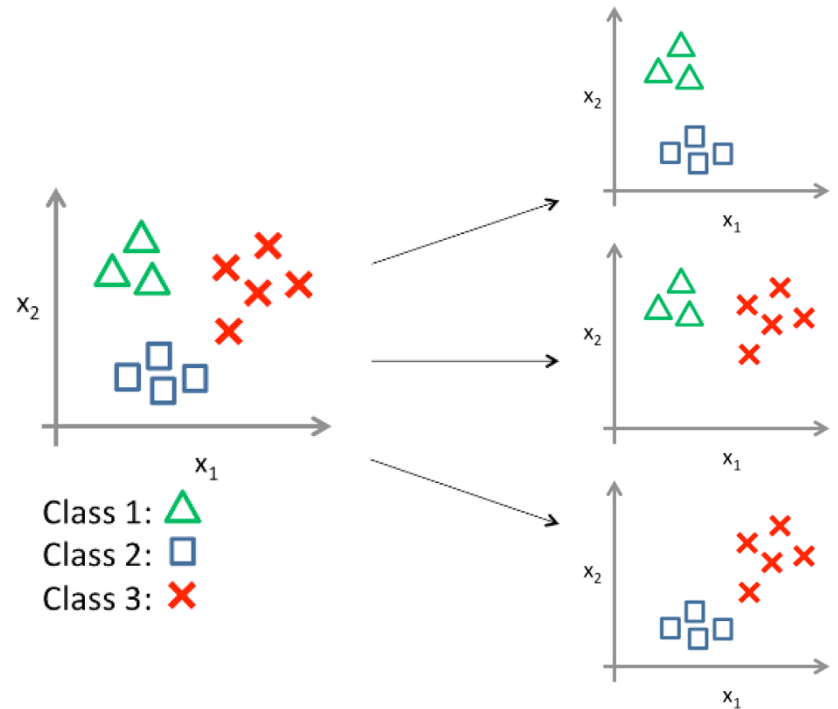 x₂
x₁
Class 1:
Class 2:
Class 3:
x₂
x₁
x₂
x₁
x₂
x₁